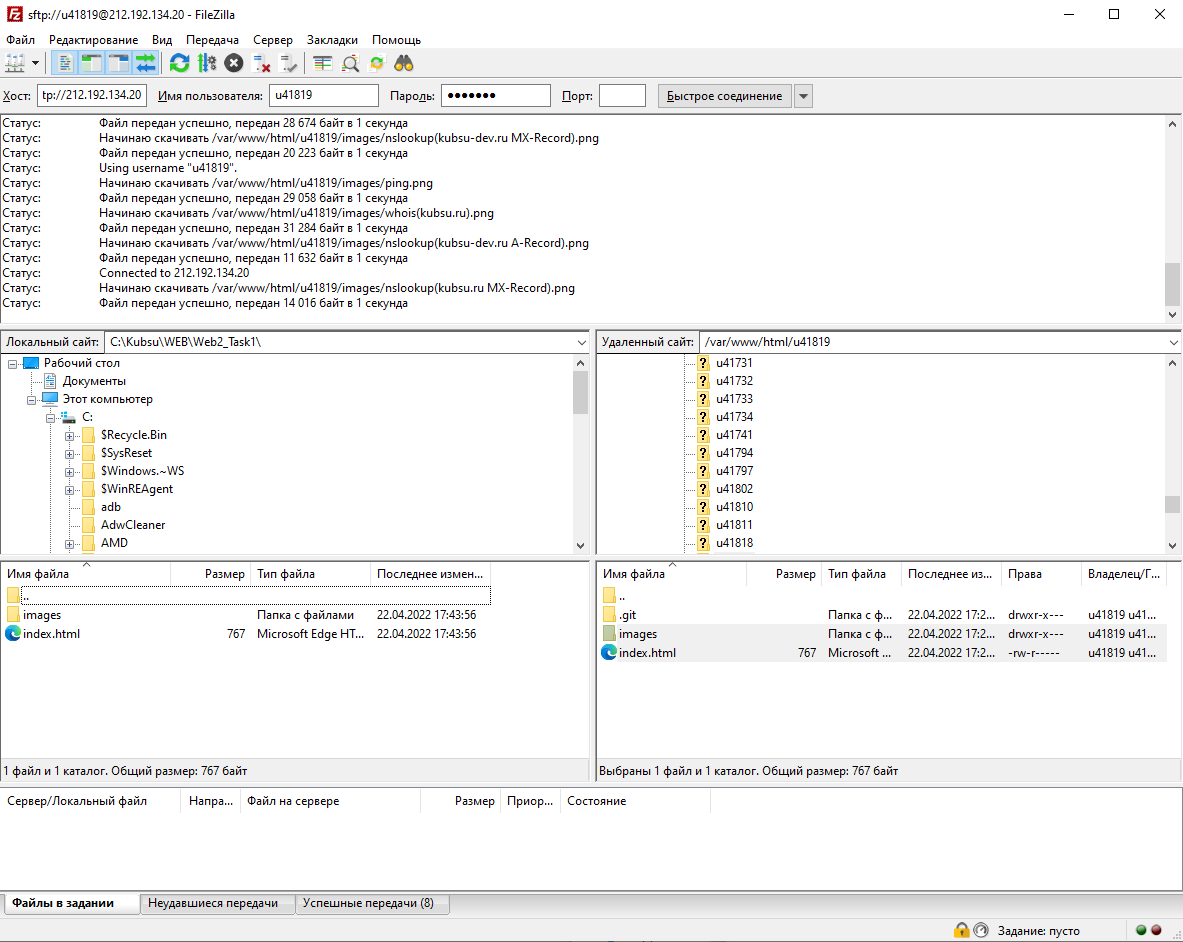 sftp://u41819@212.192.134.20 - FileZilla
Файл Редактирование Вид Передача Сервер Закладки Помощь
Хост: tp://212.192.134.20 Имя пользователя: u41819 Пароль: ●●●●●●● Порт: Быстрое соединение
Статус: Файл передан успешно, передан 28 674 байт в 1 секунда
Статус: Начинаю скачивать /var/www/html/u41819/images/nslookup(kubsu-dev.ru MX-Record).png
Статус: Файл передан успешно, передан 20 223 байт в 1 секунда
Статус: Using username "u41819".
Статус: Начинаю скачивать /var/www/html/u41819/images/ping.png
Статус: Файл передан успешно, передан 29 058 байт в 1 секунда
Статус: Начинаю скачивать /var/www/html/u41819/images/whois(kubsu.ru).png
Статус: Файл передан успешно, передан 31 284 байт в 1 секунда
Статус: Начинаю скачивать /var/www/html/u41819/images/nslookup(kubsu-dev.ru A-Record).png
Статус: Файл передан успешно, передан 11 632 байт в 1 секунда
Статус: Connected to 212.192.134.20
Статус: Начинаю скачивать /var/www/html/u41819/images/nslookup(kubsu.ru MX-Record).png
Статус: Файл передан успешно, передан 14 016 байт в 1 секунда
Локальный сайт: C:\Kubsu\WEB\Web2_Task1\
Рабочий стол
Документы
Этот компьютер
C:
$Recycle.Bin
$SysReset
$Windows.~WS
$WinREAgent
adb
AdwCleaner
AMD
Удаленный сайт: /var/www/html/u41819
u41731
u41732
u41733
u41734
u41741
u41794
u41797
u41802
u41810
u41811
u41818
Имя файла Размер Тип файла Последнее измен...
..
images Папка с файлами 22.04.2022 17:43:56
index.html 767 Microsoft Edge HT... 22.04.2022 17:43:56
1 файл и 1 каталог. Общий размер: 767 байт
Имя файла Размер Тип файла Последнее из... Права Владелец/Г...
..
.git Папка с ф... 22.04.2022 17:2... drwxr-x--- u41819 u41...
images Папка с ф... 22.04.2022 17:2... drwxr-x--- u41819 u41...
index.html 767 Microsoft ... 22.04.2022 17:2... -rw-r----- u41819 u41...
Выбраны 1 файл и 1 каталог. Общий размер: 767 байт
Сервер/Локальный файл Напра... Файл на сервере Размер Приор... Состояние
Файлы в задании Неудавшиеся передачи Успешные передачи (8)
Задание: пусто